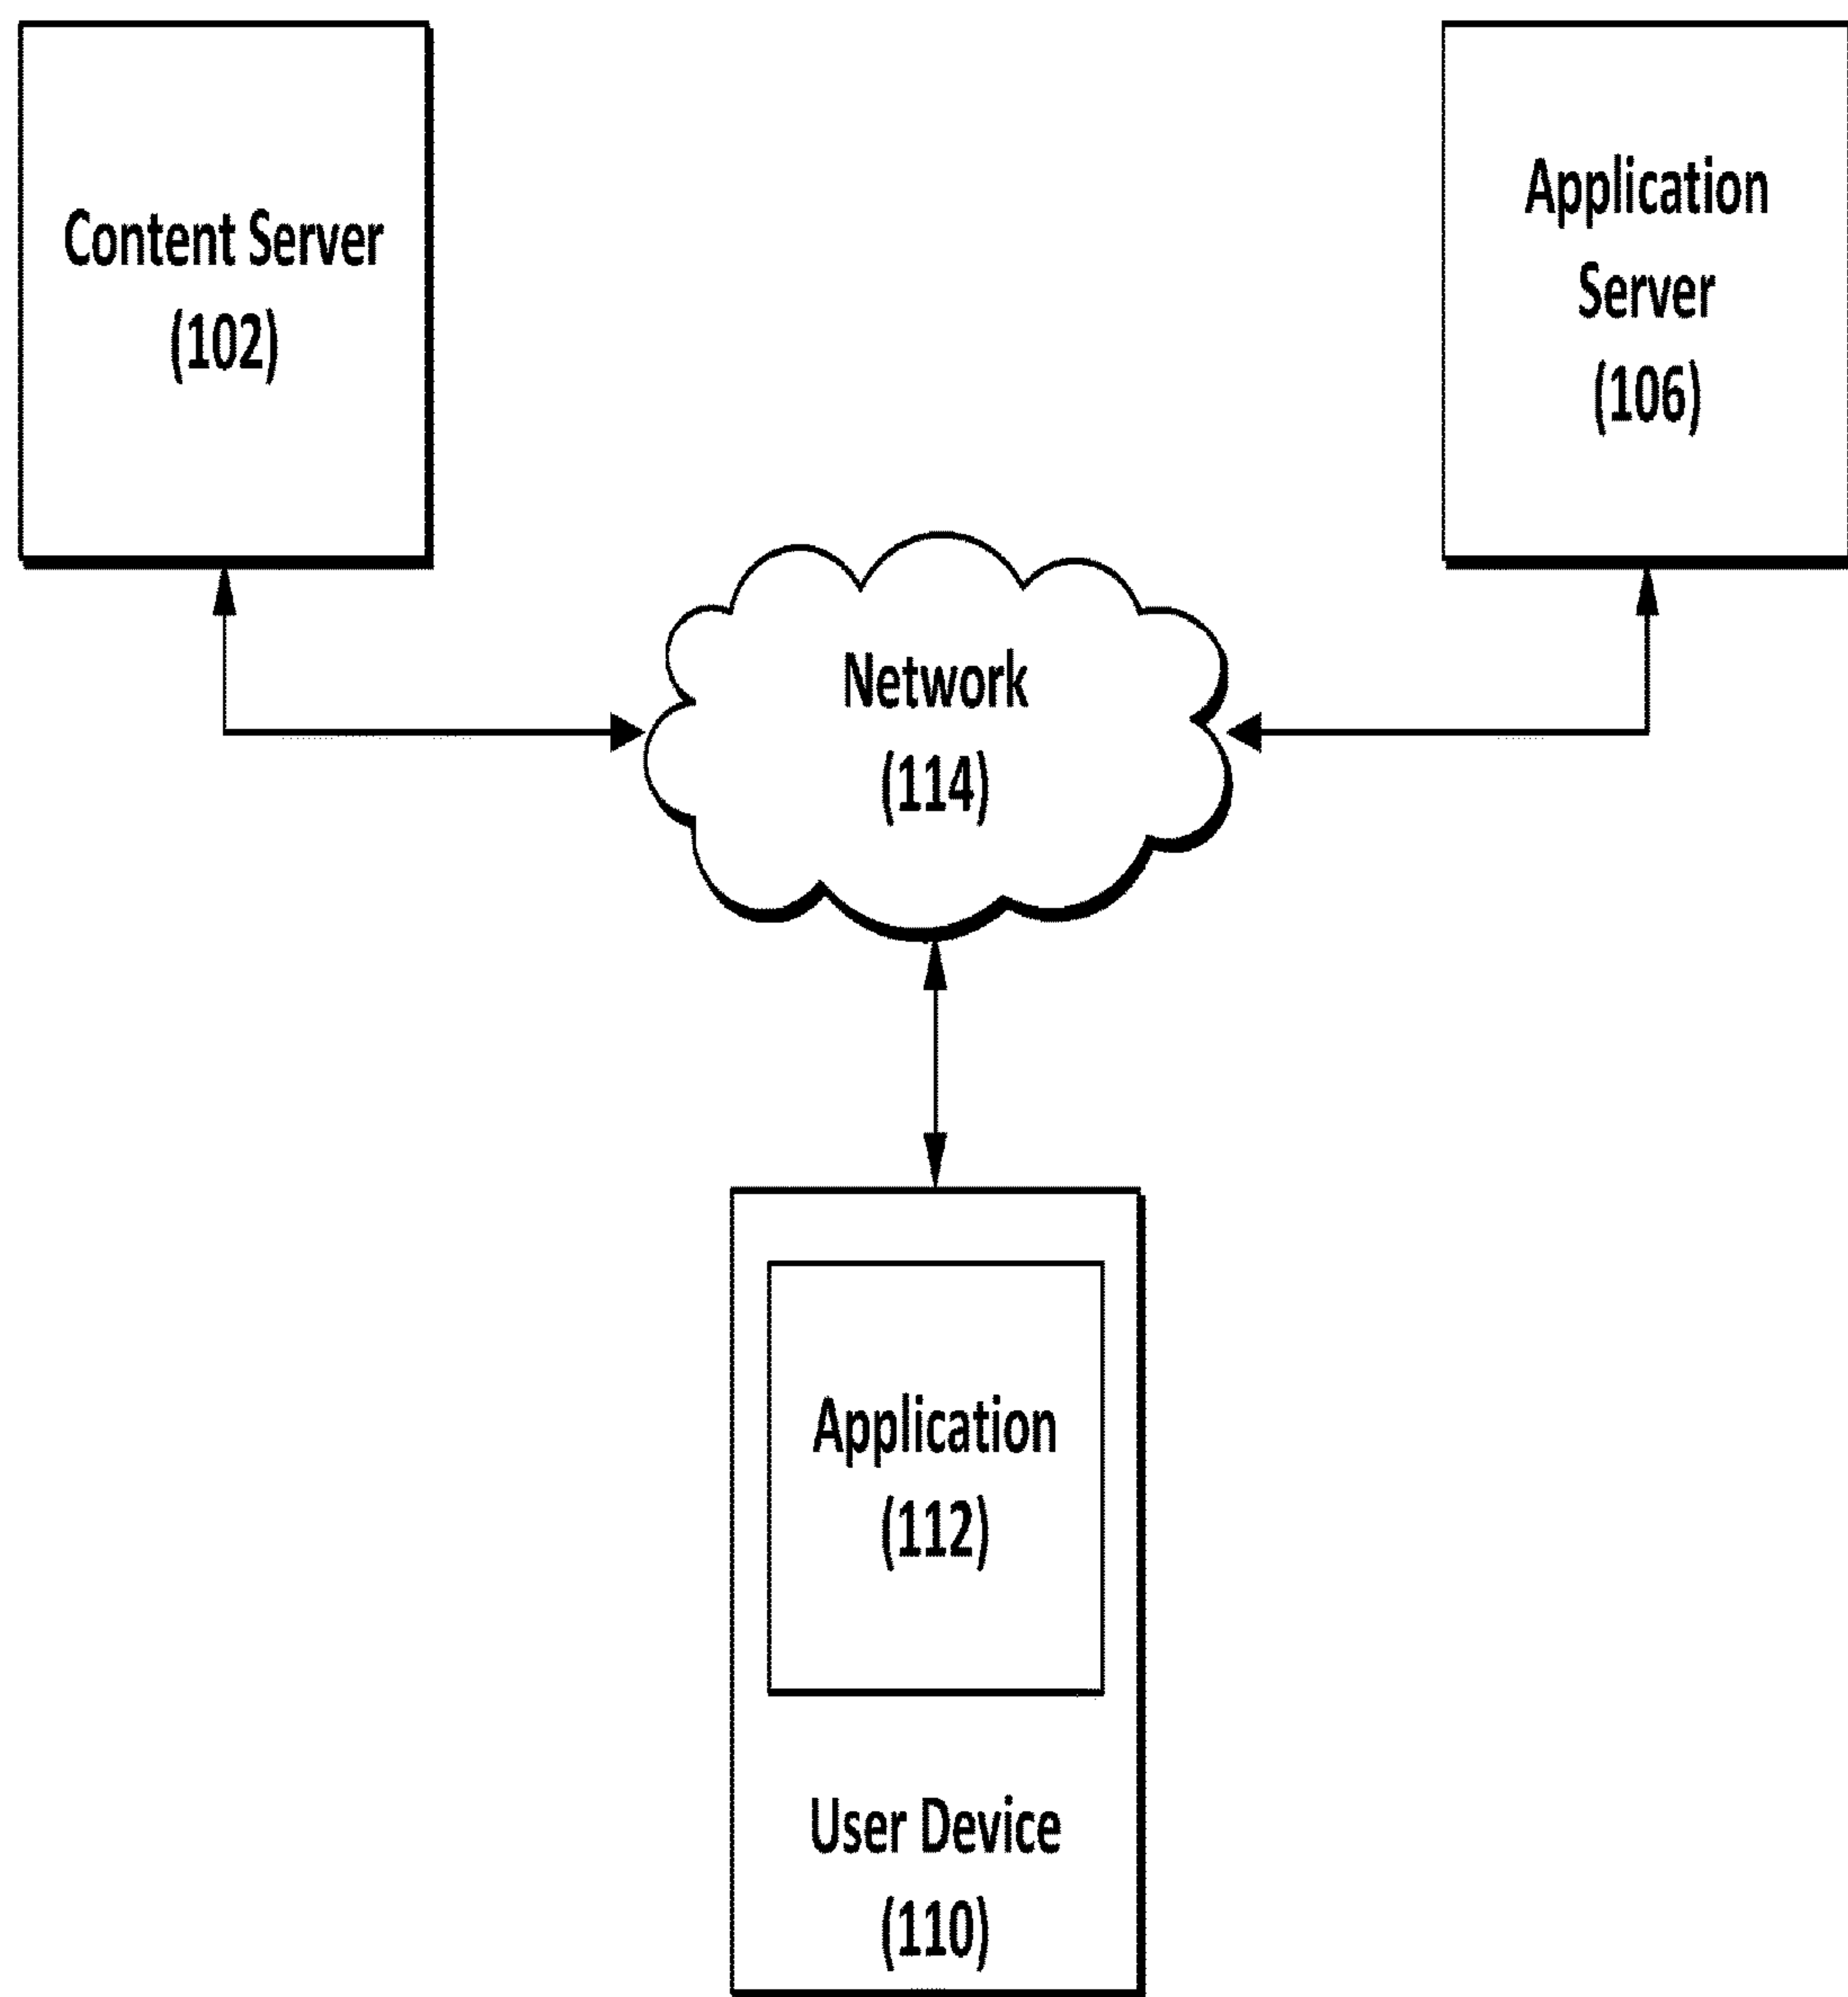 Content Server
(102)
Application
Server
(106)
Network
(114)
Application
(112)
User Device
(110)